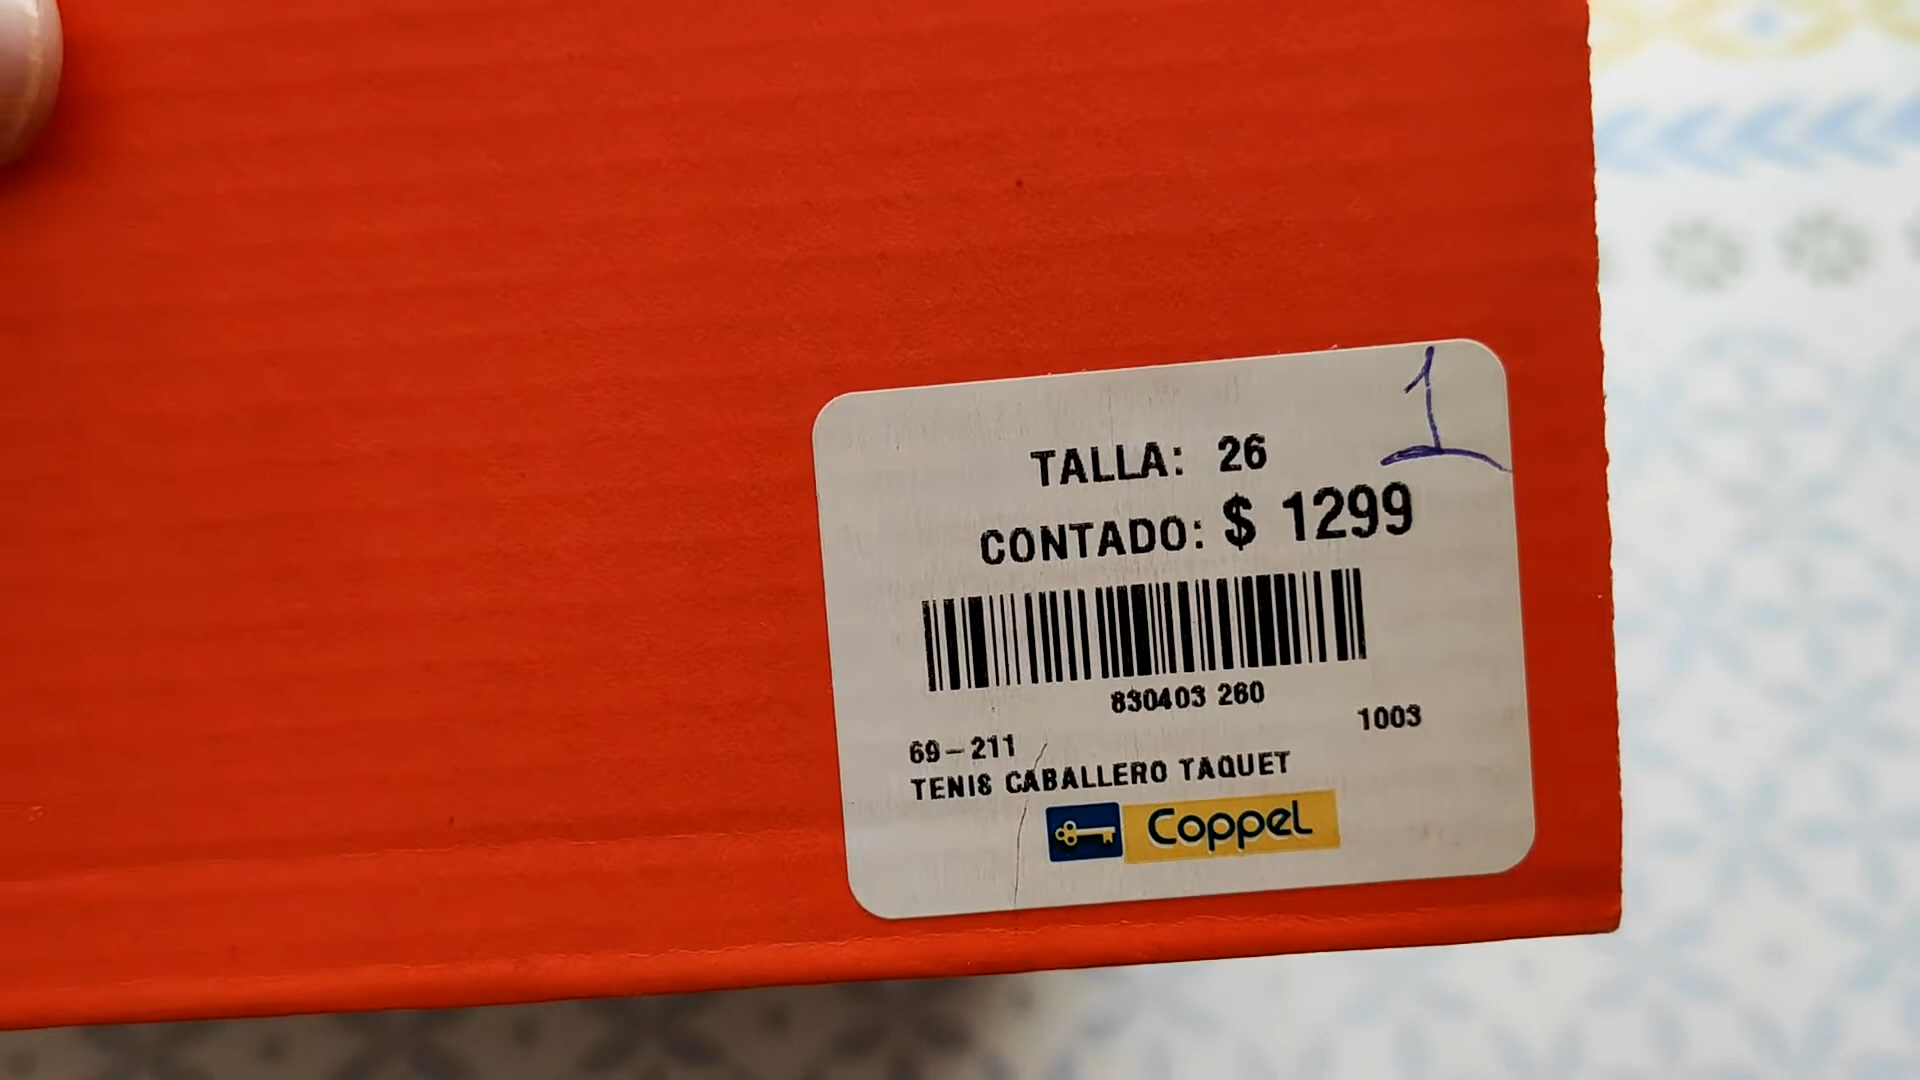 1
TALLA: 26
CONTADO: $ 1299
830403 260
1003
69-211
TENIS CABALLERO TAQUET
Coppel